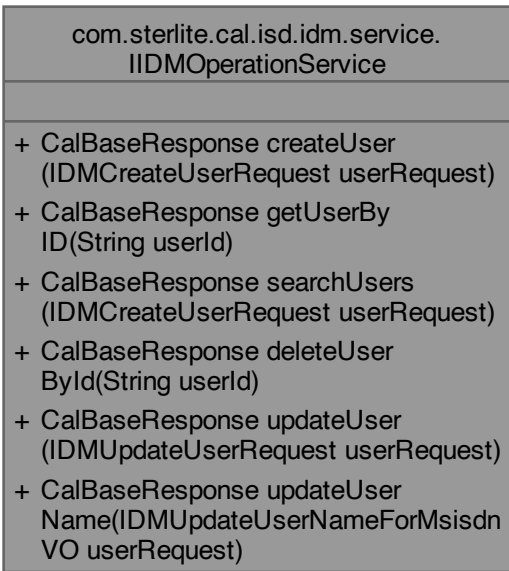 com.sterlite.cal.isd.idm.service.
IIDMOperationService
+ CalBaseResponse createUser
(IDMCreateUserRequest userRequest)
+ CalBaseResponse getUserBy
ID(String userId)
+ CalBaseResponse searchUsers
(IDMCreateUserRequest userRequest)
+ CalBaseResponse deleteUser
ById(String userId)
+ CalBaseResponse updateUser
(IDMUpdateUserRequest userRequest)
+ CalBaseResponse updateUser
Name(IDMUpdateUserNameForMsisdn
VO userRequest)